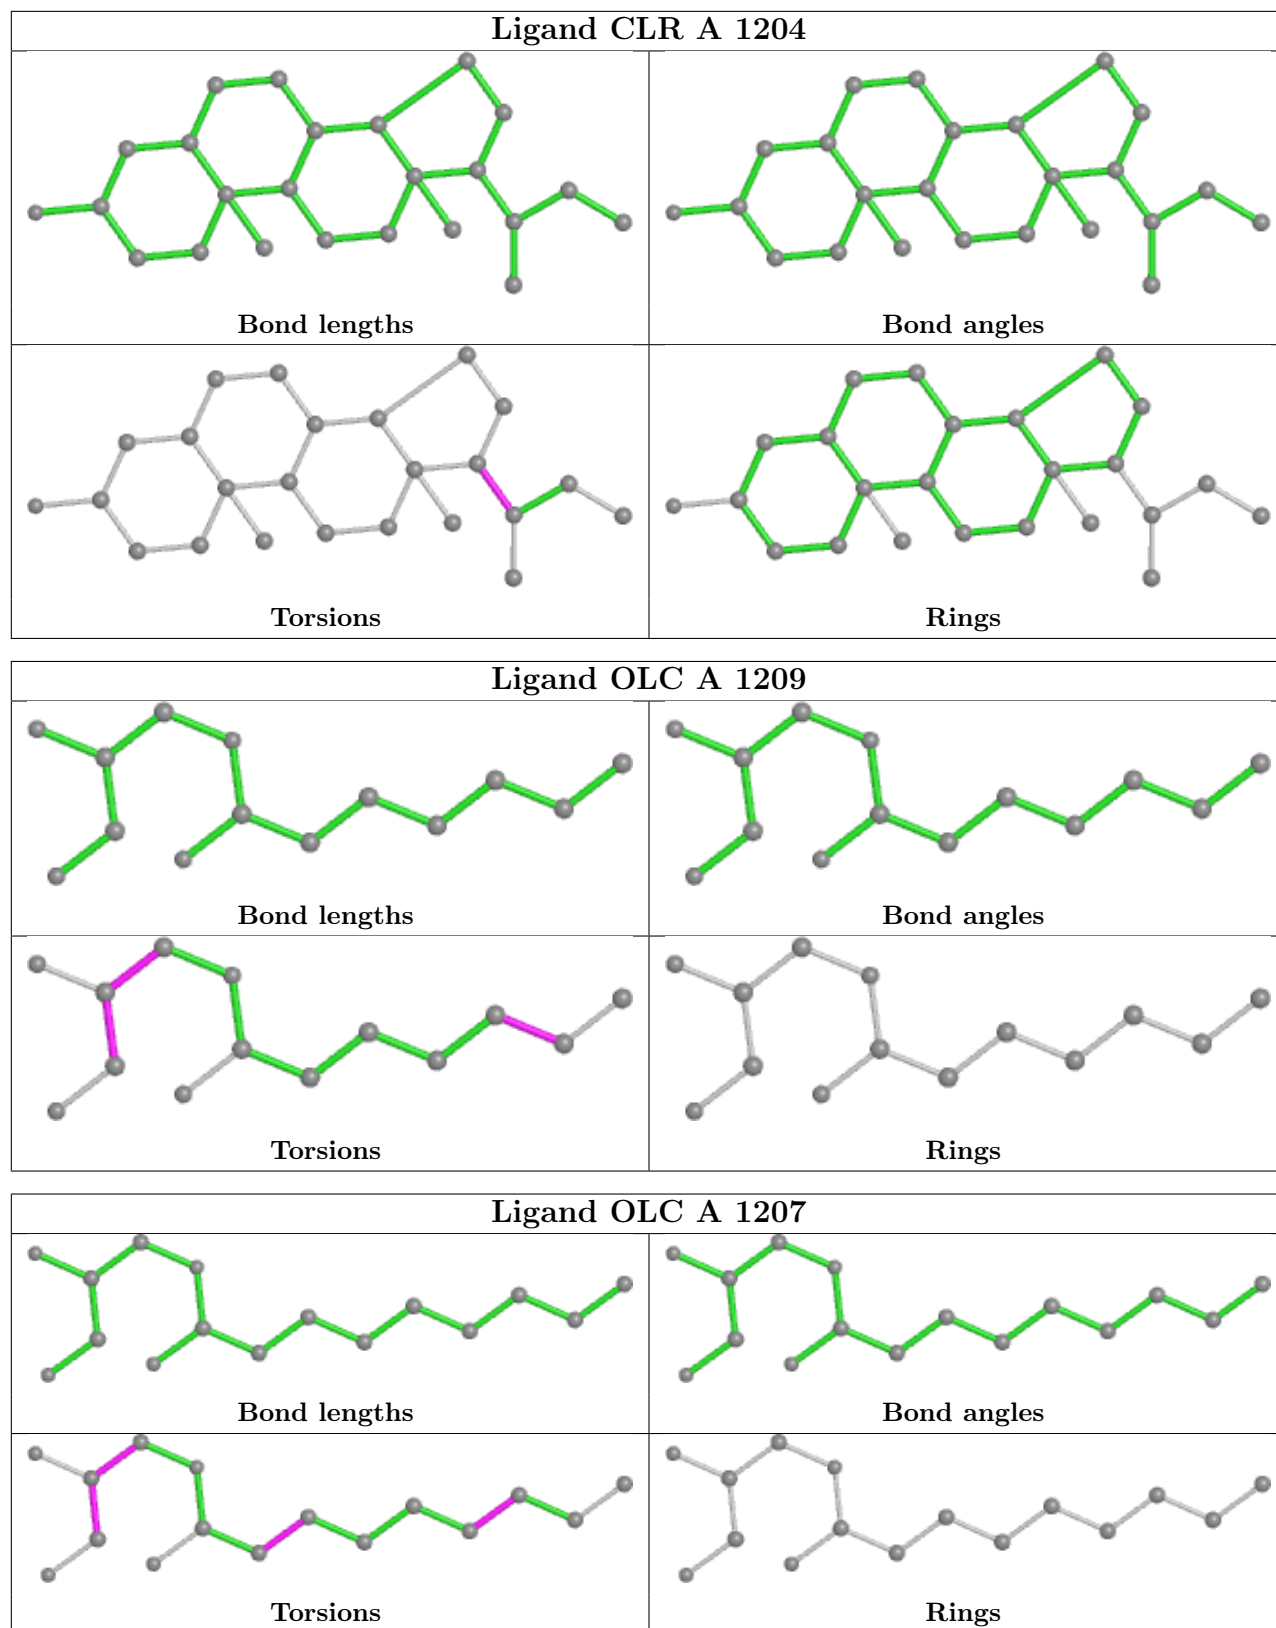 Ligand CLR A 1204
Bond lengths
Bond angles
Torsions
Rings
Ligand OLC A 1209
Bond lengths
Bond angles
Torsions
Rings
Ligand OLC A 1207
Bond lengths
Bond angles
Torsions
Rings